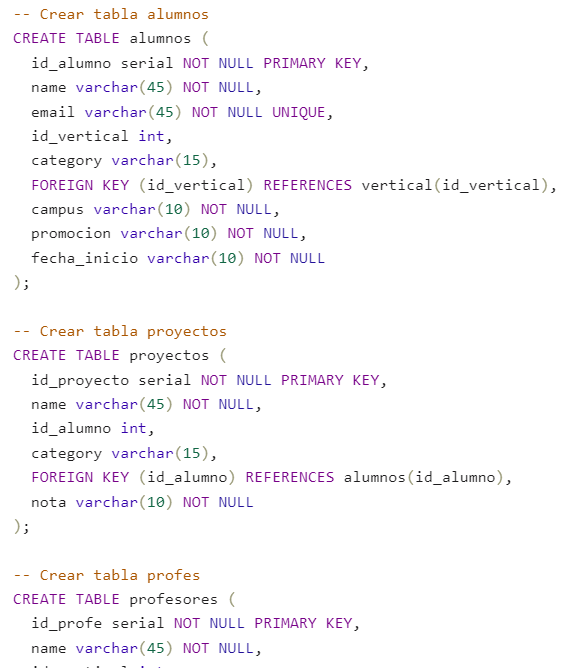 -- Crear tabla alumnos
CREATE TABLE alumnos (
  id_alumno serial NOT NULL PRIMARY KEY,
  name varchar(45) NOT NULL,
  email varchar(45) NOT NULL UNIQUE,
  id_vertical int,
  category varchar(15),
  FOREIGN KEY (id_vertical) REFERENCES vertical(id_vertical),
  campus varchar(10) NOT NULL,
  promocion varchar(10) NOT NULL,
  fecha_inicio varchar(10) NOT NULL
);

-- Crear tabla proyectos
CREATE TABLE proyectos (
  id_proyecto serial NOT NULL PRIMARY KEY,
  name varchar(45) NOT NULL,
  id_alumno int,
  category varchar(15),
  FOREIGN KEY (id_alumno) REFERENCES alumnos(id_alumno),
  nota varchar(10) NOT NULL
);

-- Crear tabla profes
CREATE TABLE profesores (
  id_profe serial NOT NULL PRIMARY KEY,
  name varchar(45) NOT NULL,